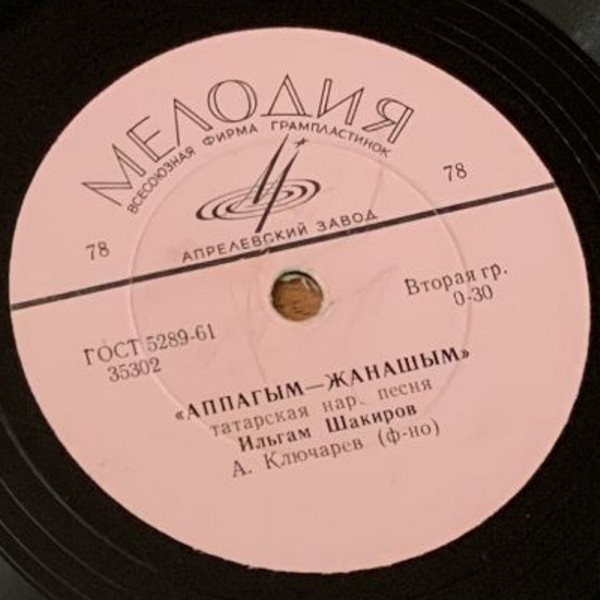 МЕЛОДИЯ
ВСЕСОЮЗНАЯ ФИРМА ГРАМПЛАСТИНОК
78
78
АПРЕЛЕВСКИЙ ЗАВОД
Вторая гр.
0-30
ГОСТ 5289-61
35302
«АППАГЫМ—ЖАНАШЫМ»
татарская нар. песня
Ильгам Шакиров
А. Ключарев (ф-но)